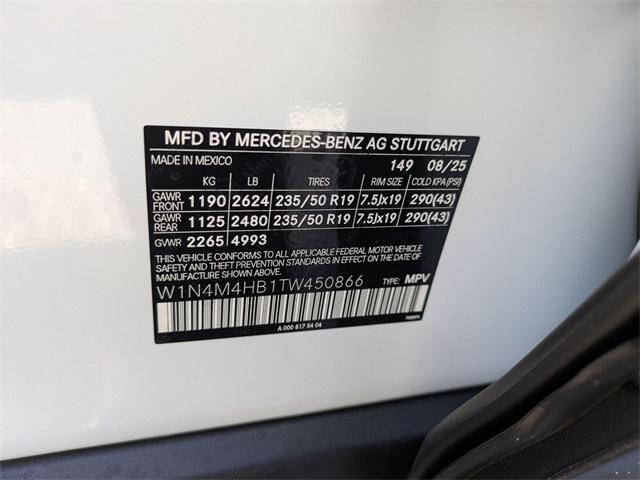 MFD BY MERCEDES-BENZ AG STUTTGART
MADE IN MEXICO 149 08/25
KG LB TIRES RIM SIZE COLD KPA(PSI)
GAWR FRONT 1190 2624 235/50 R19 7.5Jx19 290(43)
GAWR REAR 1125 2480 235/50 R19 7.5Jx19 290(43)
GVWR 2265 4993
THIS VEHICLE CONFORMS TO ALL APPLICABLE FEDERAL MOTOR VEHICLE
SAFETY AND THEFT PREVENTION STANDARDS IN EFFECT ON THE DATE OF
MANUFACTURE SHOWN ABOVE.
W1N4M4HB1TW450866 TYPE: MPV
A 000 817 54 04